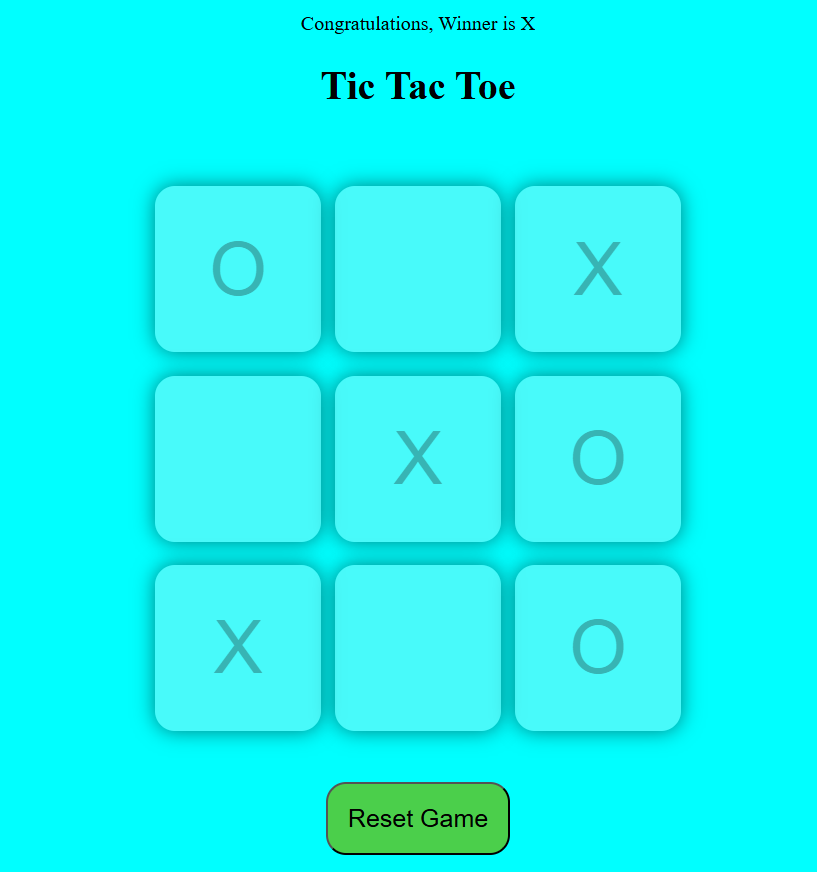 Congratulations, Winner is X
Tic Tac Toe
O X
X O
X O
Reset Game